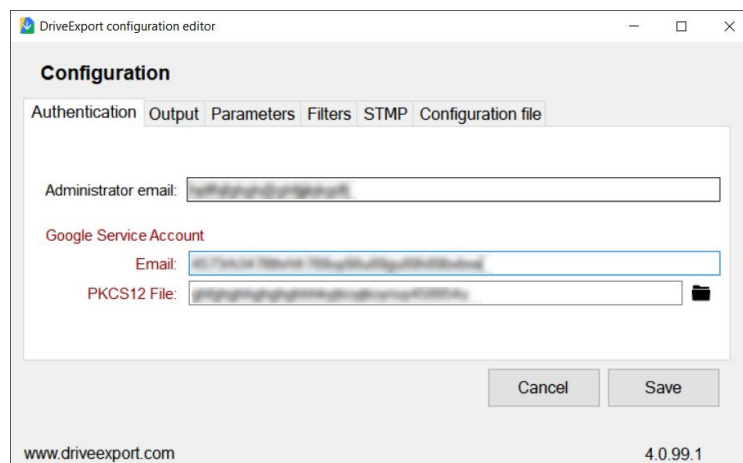 DriveExport configuration editor
Configuration
Authentication Output Parameters Filters STMP Configuration file
Administrator email:
Google Service Account
Email:
PKCS12 File:
Cancel Save
www.driveexport.com 4.0.99.1